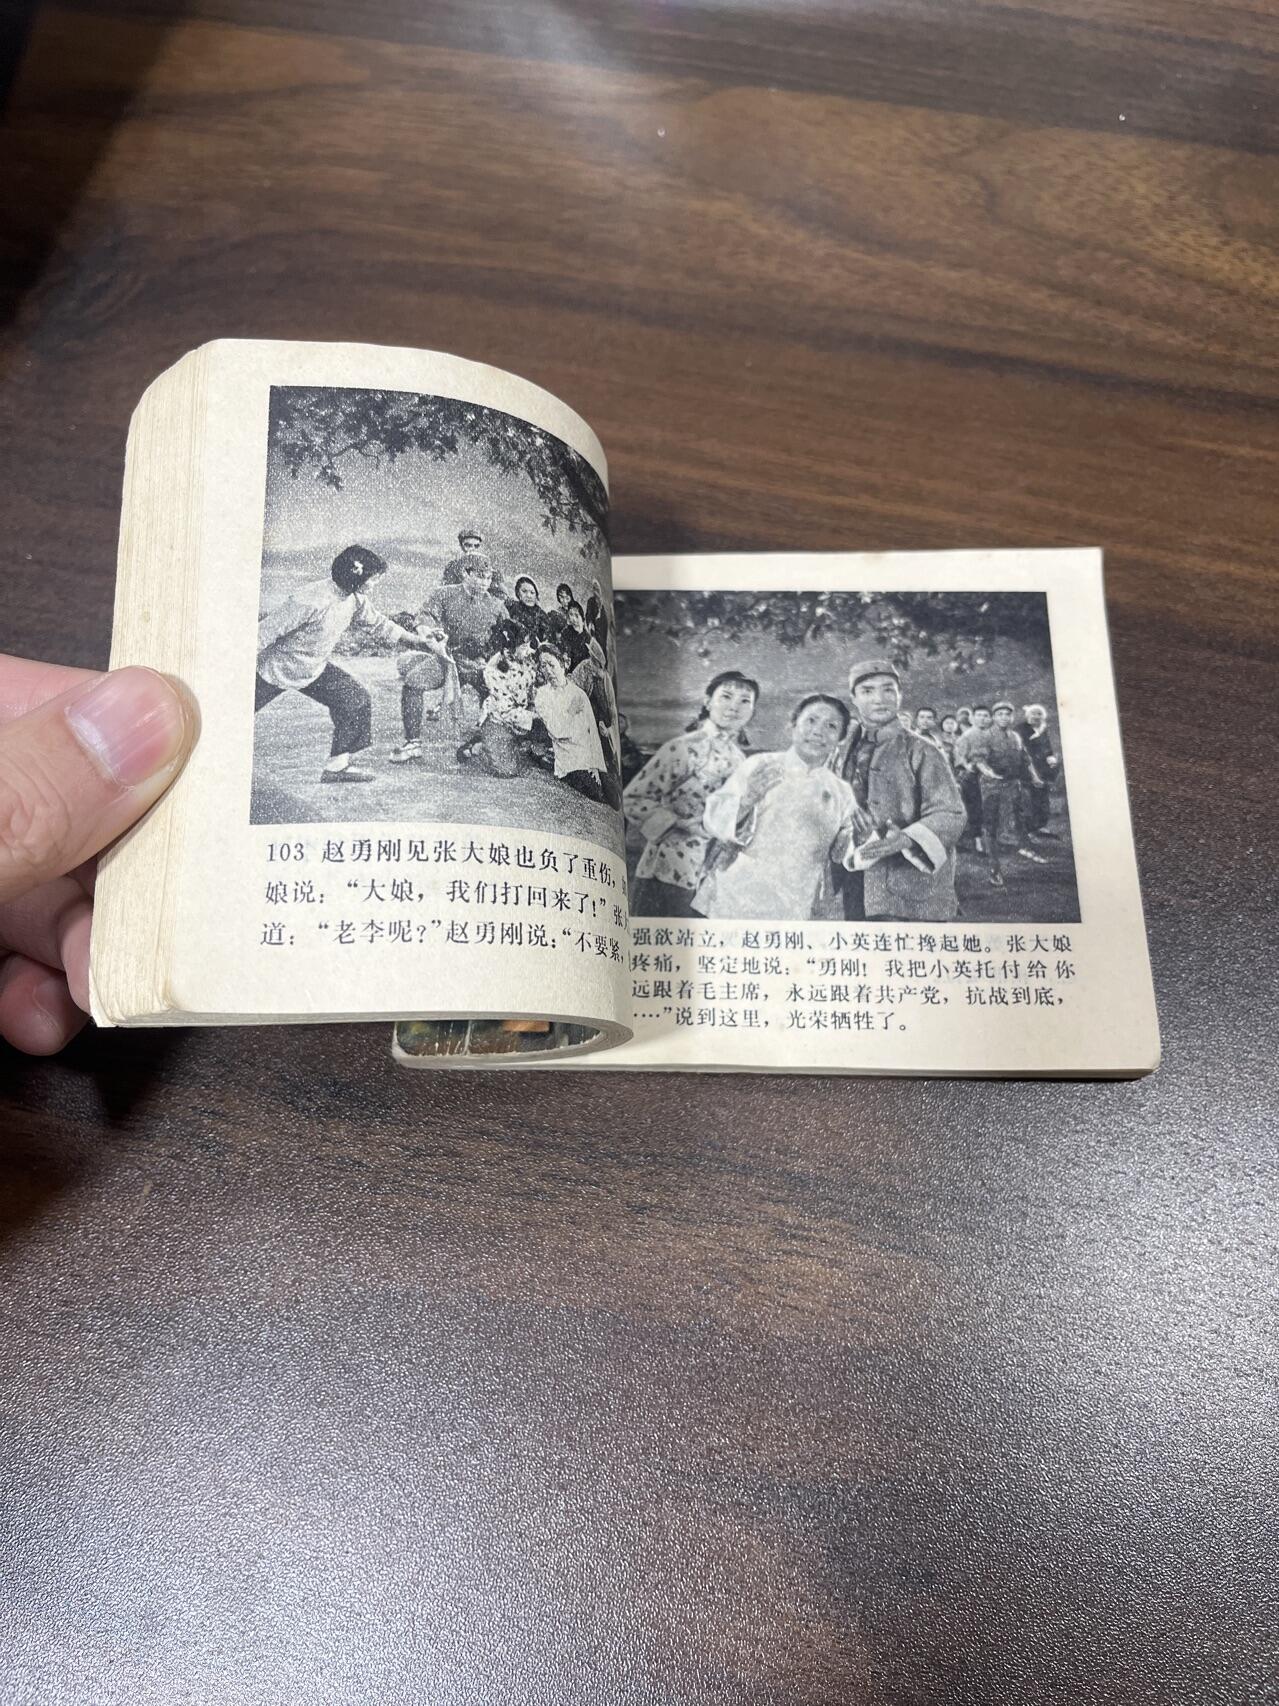 103 赵勇刚见张大娘也负了重伤，
娘说：“大娘，我们打回来了！”张
道：“老李呢？”赵勇刚说：“不要紧，
强欲站立，赵勇刚、小英连忙搀起她。张大娘
疼痛，坚定地说：“勇刚！我把小英托付给你
远跟着毛主席，永远跟着共产党，抗战到底，
…”说到这里，光荣牺牲了。